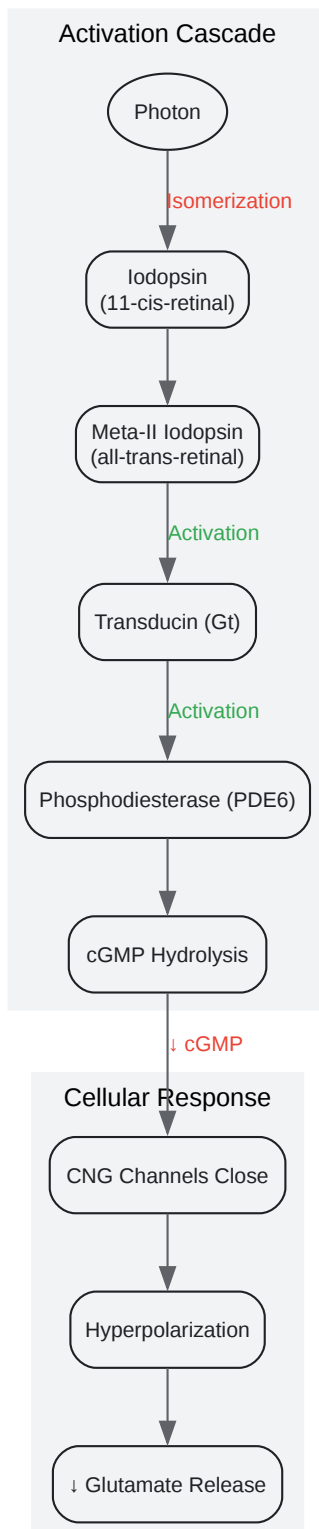 Activation Cascade
Photon
Isomerization
Iodopsin
(11-cis-retinal)
Meta-II Iodopsin
(all-trans-retinal)
Activation
Transducin (Gt)
Activation
Phosphodiesterase (PDE6)
cGMP Hydrolysis
↓ cGMP
Cellular Response
CNG Channels Close
Hyperpolarization
↓ Glutamate Release